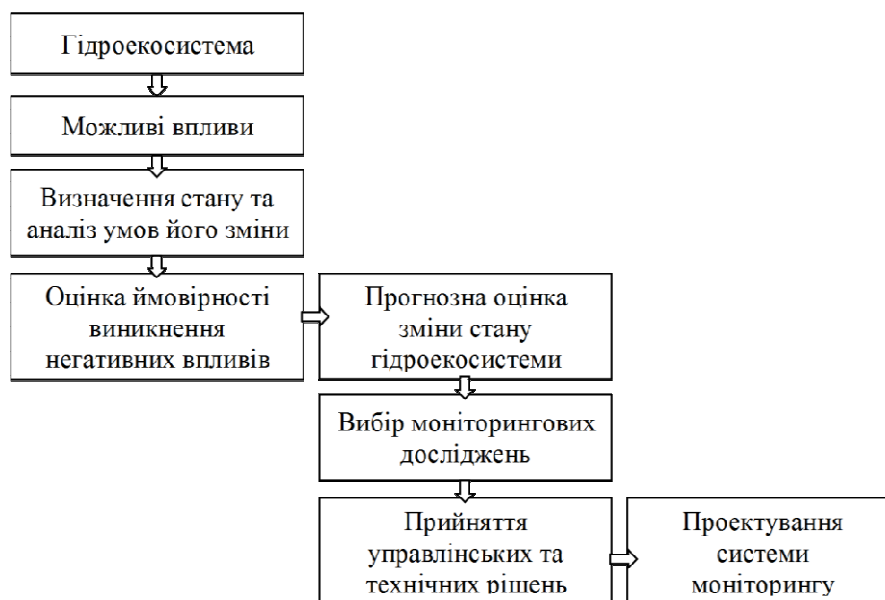 Гідроекосистема
Можливі впливи
Визначення стану та
аналіз умов його зміни
Оцінка ймовірності
виникнення
негативних впливів
Прогнозна оцінка
зміни стану
гідроекосистеми
Вибір моніторингових
досліджень
Прийняття
управлінських та
технічних рішень
Проектування
системи
моніторингу